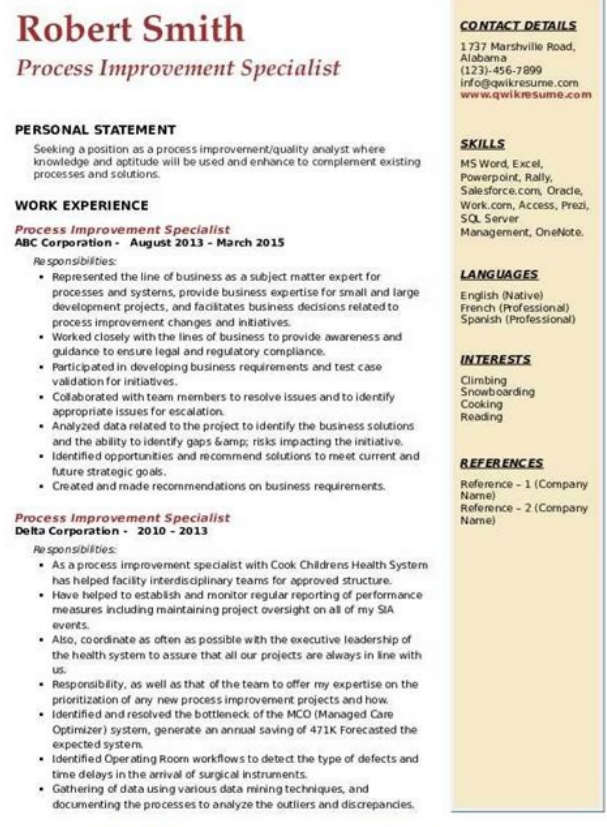 Robert Smith
Process Improvement Specialist
PERSONAL STATEMENT
Seeking a position as a process improvement/quality analyst where
knowledge and aptitude will be used and enhance to complement existing
processes and solutions.
WORK EXPERIENCE
Process Improvement Specialist
ABC Corporation - August 2013 – March 2015
Responsibilities:
• Represented the line of business as a subject matter expert for
processes and systems, provide business expertise for small and large
development projects, and facilitates business decisions related to
process improvement changes and initiatives.
• Worked closely with the lines of business to provide awareness and
guidance to ensure legal and regulatory compliance.
• Participated in developing business requirements and test case
validation for initiatives.
• Collaborated with team members to resolve issues and to identify
appropriate issues for escalation.
• Analyzed data related to the project to identify the business solutions
and the ability to identify gaps &amp; risks impacting the initiative.
• Identified opportunities and recommend solutions to meet current and
future strategic goals.
• Created and made recommendations on business requirements.
Process Improvement Specialist
Delta Corporation - 2010 – 2013
Responsibilities:
• As a process improvement specialist with Cook Childrens Health System
has helped facility interdisciplinary teams for approved structure.
• Have helped to establish and monitor regular reporting of performance
measures including maintaining project oversight on all of my SIA
events.
• Also, coordinate as often as possible with the executive leadership of
the health system to assure that all our projects are always in line with
us.
• Responsibility, as well as that of the team to offer my expertise on the
prioritization of any new process improvement projects and how.
• Identified and resolved the bottleneck of the MCO (Managed Care
Optimizer) system, generate an annual saving of 471K Forecasted the
expected system.
• Identified Operating Room workflows to detect the type of defects and
time delays in the arrival of surgical instruments.
• Gathering of data using various data mining techniques, and
documenting the processes to analyze the outliers and discrepancies.
CONTACT DETAILS
1737 Marshville Road,
Alabama
(123)-456-7899
info@qwikresume.com
www.qwikresume.com
SKILLS
MS Word, Excel,
Powerpoint, Rally,
Salesforce.com, Oracle,
Work.com, Access, Prezi,
SQL Server
Management, OneNote.
LANGUAGES
English (Native)
French (Professional)
Spanish (Professional)
INTERESTS
Climbing
Snowboarding
Cooking
Reading
REFERENCES
Reference – 1 (Company
Name)
Reference – 2 (Company
Name)